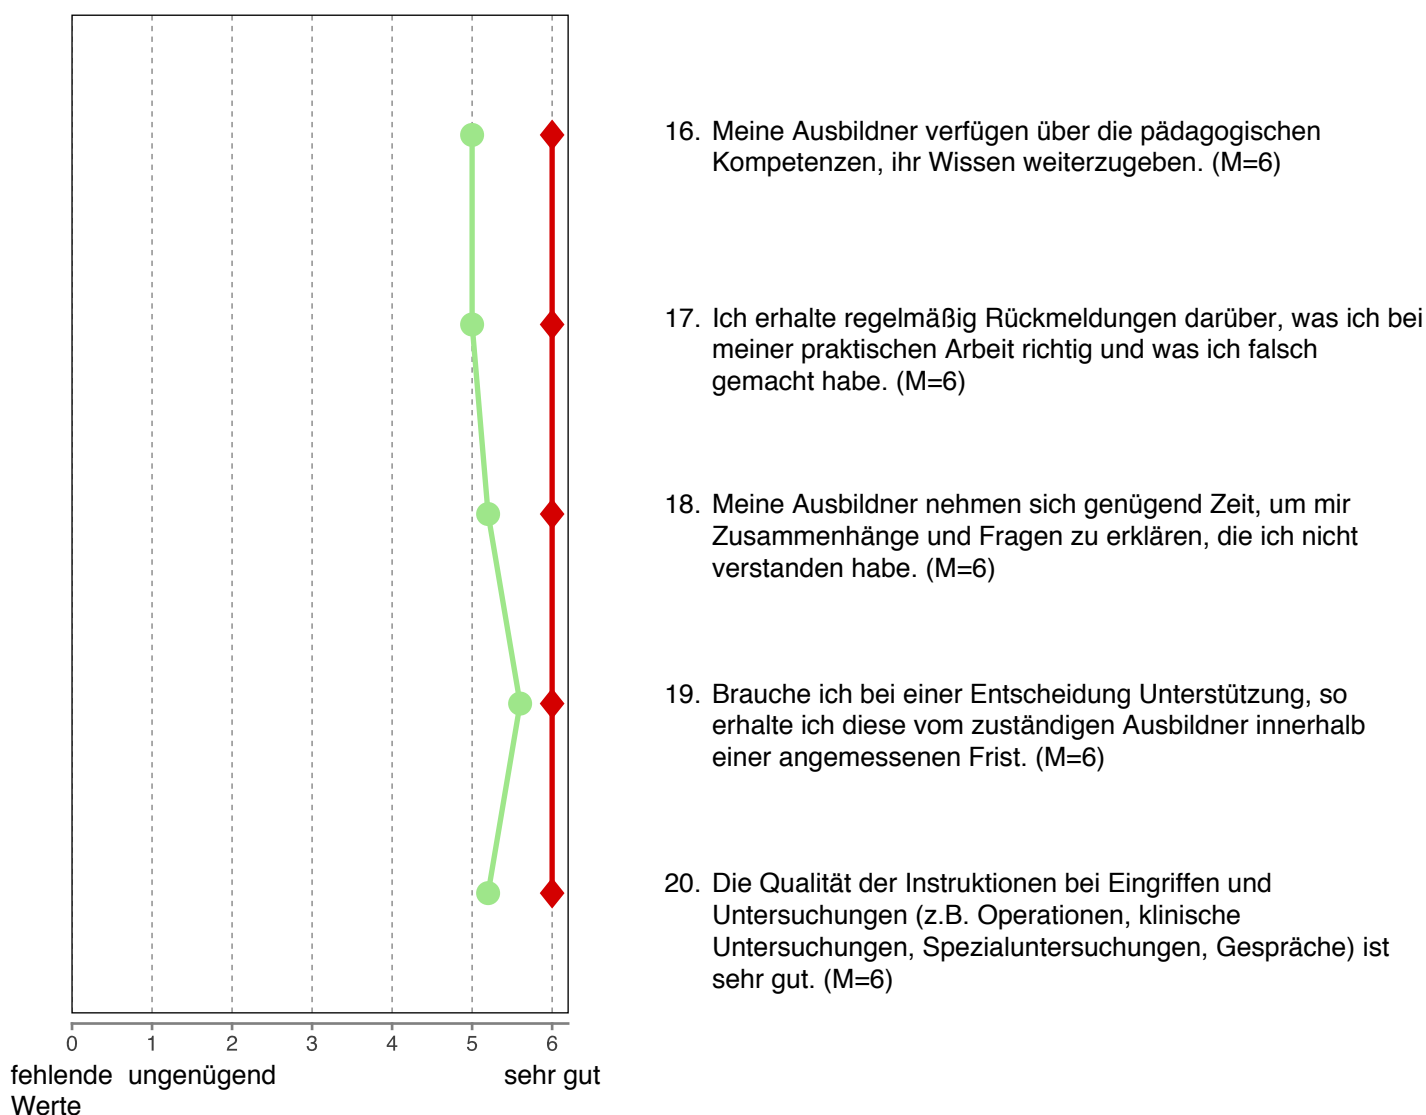 16. Meine Ausbildner verfügen über die pädagogischen
Kompetenzen, ihr Wissen weiterzugeben. (M=6)
17. Ich erhalte regelmäßig Rückmeldungen darüber, was ich bei
meiner praktischen Arbeit richtig und was ich falsch
gemacht habe. (M=6)
18. Meine Ausbildner nehmen sich genügend Zeit, um mir
Zusammenhänge und Fragen zu erklären, die ich nicht
verstanden habe. (M=6)
19. Brauche ich bei einer Entscheidung Unterstützung, so
erhalte ich diese vom zuständigen Ausbildner innerhalb
einer angemessenen Frist. (M=6)
20. Die Qualität der Instruktionen bei Eingriffen und
Untersuchungen (z.B. Operationen, klinische
Untersuchungen, Spezialuntersuchungen, Gespräche) ist
sehr gut. (M=6)
0 1 2 3 4 5 6
fehlende ungenügend sehr gut
Werte